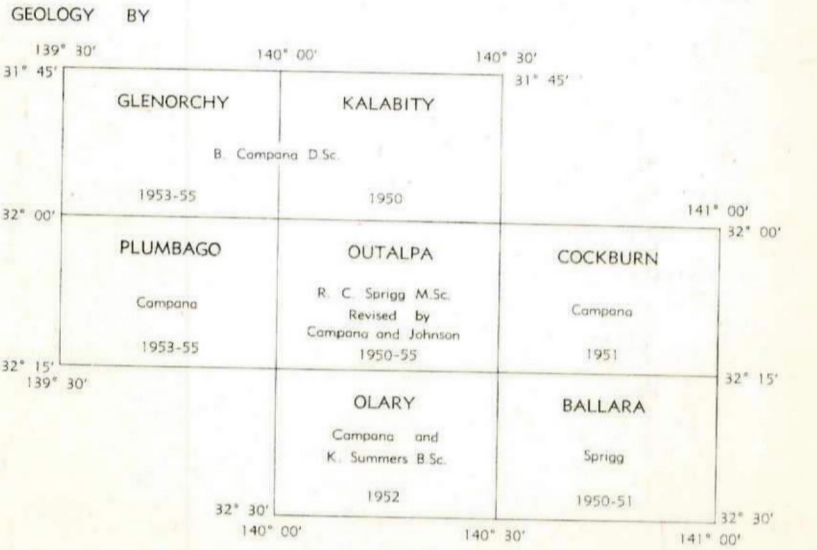 GEOLOGY BY
139° 30' 140° 00' 140° 30'
31° 45' 31° 45'
GLENORCHY KALABITY
B. Campana D.Sc.
1953-55 1950
32° 00' 141° 00'
32° 00'
PLUMBAGO OUTALPA COCKBURN
Campana
R. C. Sprigg M.Sc.
Revised by
Campana and Johnson
1950-55
Campana
1953-55 1951
32° 15' 32° 15'
139° 30'
OLARY BALLARA
Campana and
K. Summers B.Sc.
Sprigg
1952 1950-51
32° 30' 32° 30'
140° 00' 140° 30' 141° 00'